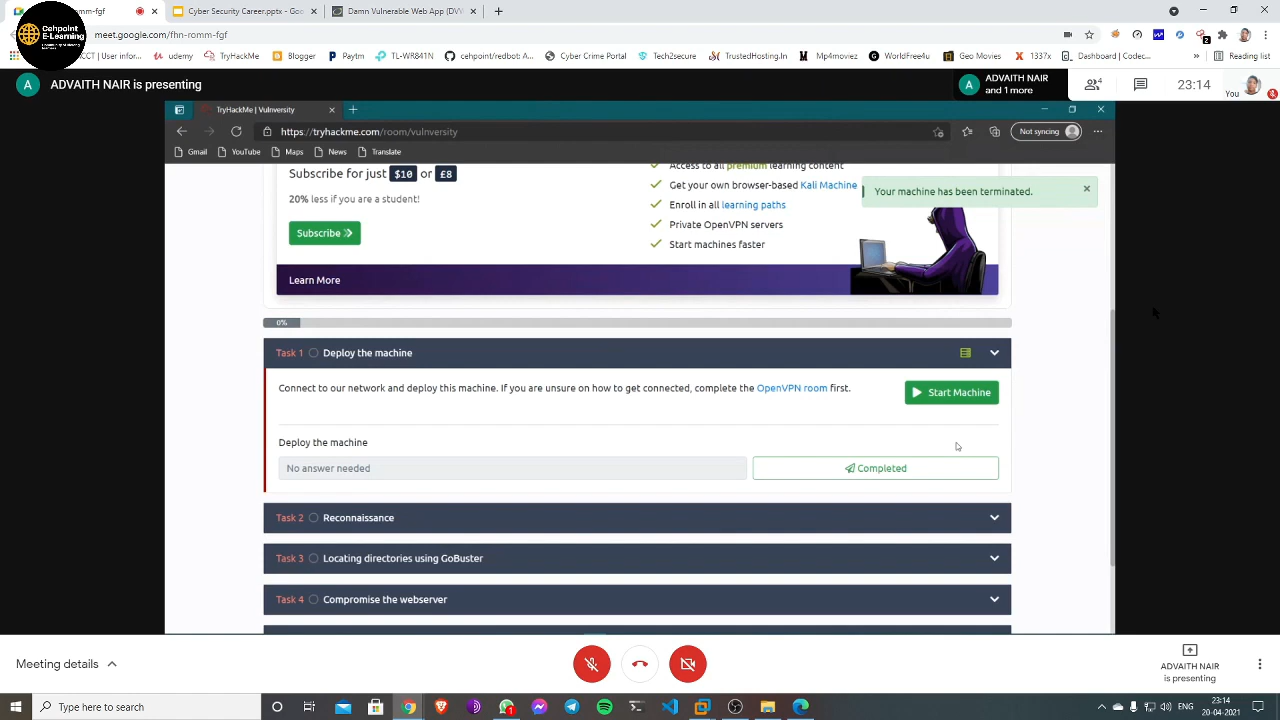 Cehpoint
E-Learning
Cyber Security Career.pptx - Goo
Damn Vulnerable Web App (DV
meet.google.com/fhn-romm-fgf
[CACT] User infor...
udemy
TryHackMe
Blogger
Paytm
TL-WR841N
cehpoint/redbot: A...
Cyber Crime Portal
Tech2secure
TrustedHosting.In
Mp4moviez
WorldFree4u
Geo Movies
1337x
Dashboard | Codec...
Reading list
A
ADVAITH NAIR is presenting
A
ADVAITH NAIR
and 1 more
4
23:14
You
TryHackMe | Vulnversity
https://tryhackme.com/room/vulnversity
Not syncing
Gmail
YouTube
Maps
News
Translate
Subscribe for just $10 or £8
20% less if you are a student!
Subscribe
Access to all premium learning content
Get your own browser-based Kali Machine
Enroll in all learning paths
Private OpenVPN servers
Start machines faster
Your machine has been terminated.
Learn More
0%
Task 1 Deploy the machine
Connect to our network and deploy this machine. If you are unsure on how to get connected, complete the OpenVPN room first.
Start Machine
Deploy the machine
No answer needed
Completed
Task 2 Reconnaissance
Task 3 Locating directories using GoBuster
Task 4 Compromise the webserver
Meeting details
ADVAITH NAIR
is presenting
Type here to search
1
ENG
23:14
20-04-2021